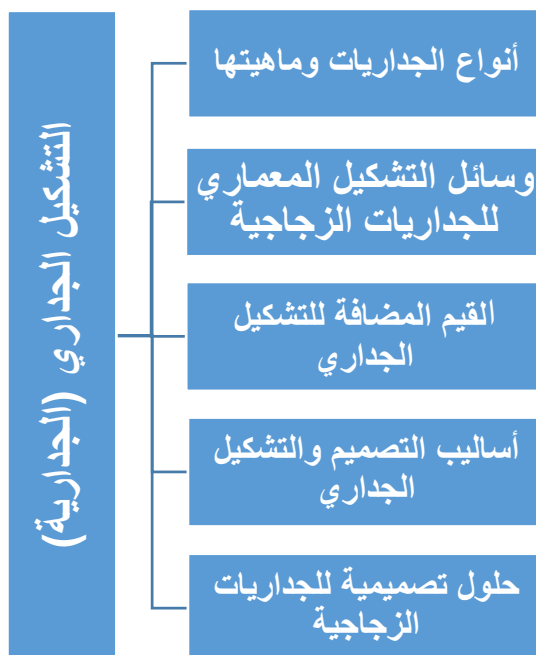 التشكيل الجداري (الجدارية)
أنواع الجداريات وماهيتها
وسائل التشكيل المعماري
للجداريات الزجاجية
القيم المضافة للتشكيل
الجداري
أساليب التصميم والتشكيل
الجداري
حلول تصميمية للجداريات
الزجاجية